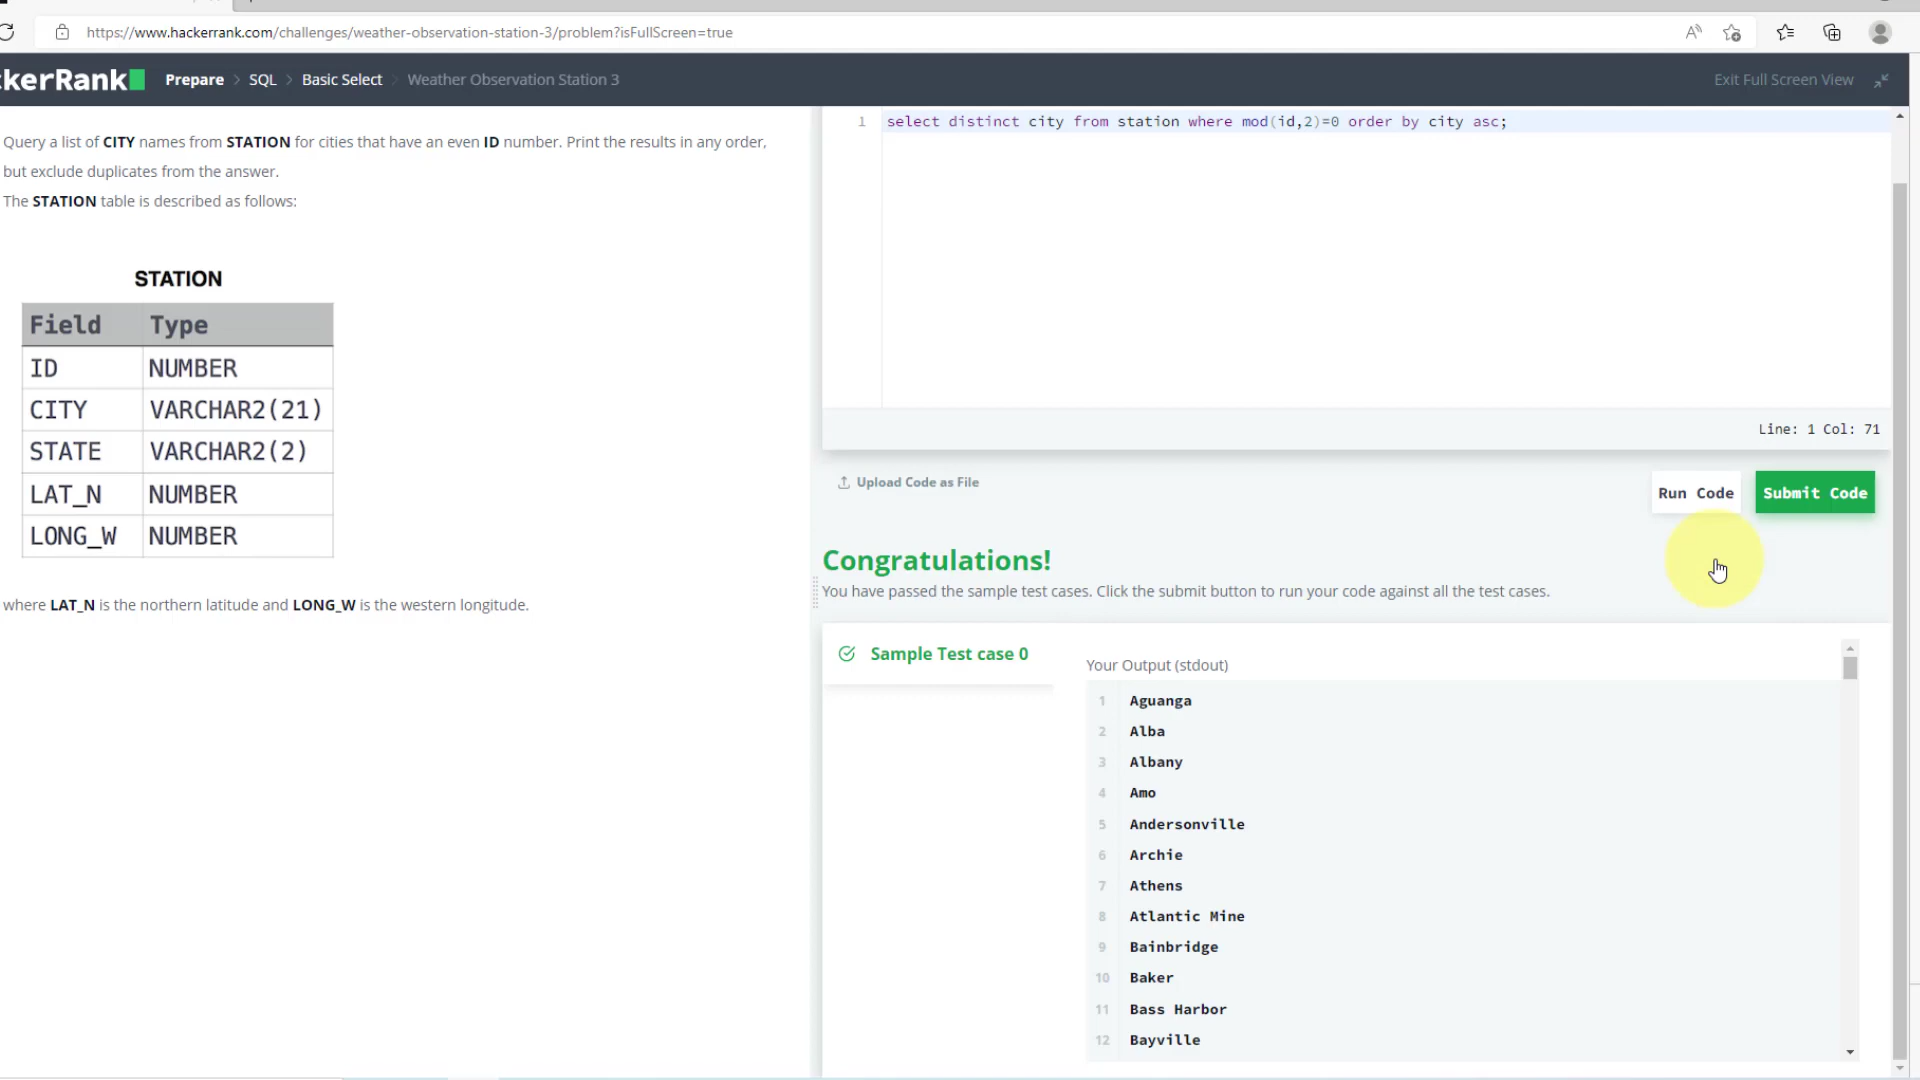 https://www.hackerrank.com/challenges/weather-observation-station-3/problem?isFullScreen=true
kerRank Prepare > SQL > Basic Select > Weather Observation Station 3
Exit Full Screen View
Query a list of CITY names from STATION for cities that have an even ID number. Print the results in any order,
but exclude duplicates from the answer.
The STATION table is described as follows:
STATION
Field Type
ID NUMBER
CITY VARCHAR2(21)
STATE VARCHAR2(2)
LAT_N NUMBER
LONG_W NUMBER
where LAT_N is the northern latitude and LONG_W is the western longitude.
1 select distinct city from station where mod(id,2)=0 order by city asc;
Line: 1 Col: 71
Upload Code as File
Run Code
Submit Code
Congratulations!
You have passed the sample test cases. Click the submit button to run your code against all the test cases.
Sample Test case 0
Your Output (stdout)
1 Aguanga
2 Alba
3 Albany
4 Amo
5 Andersonville
6 Archie
7 Athens
8 Atlantic Mine
9 Bainbridge
10 Baker
11 Bass Harbor
12 Bayville